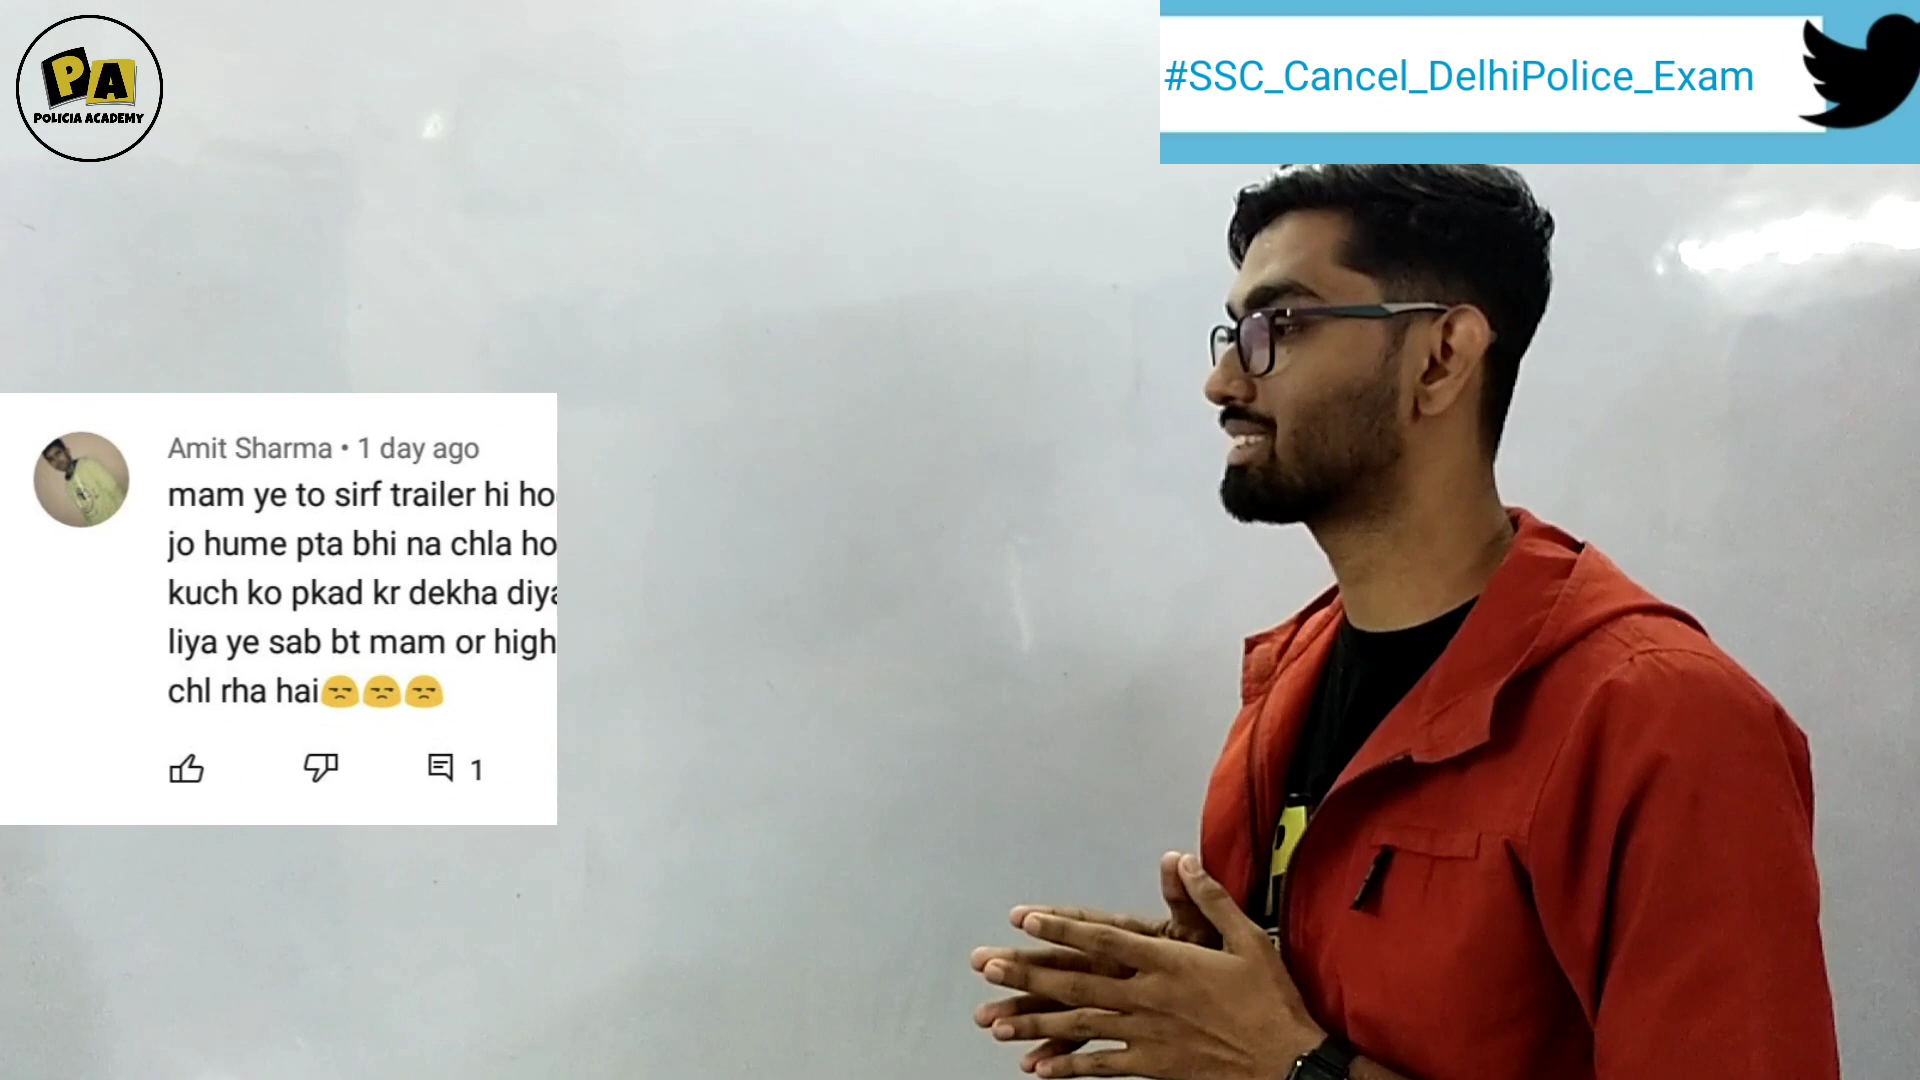 PA
POLICIA ACADEMY
#SSC_Cancel_DelhiPolice_Exam
Amit Sharma • 1 day ago
mam ye to sirf trailer hi ho
jo hume pta bhi na chla ho
kuch ko pkad kr dekha diya
liya ye sab bt mam or high
chl rha hai😒😒😒
1